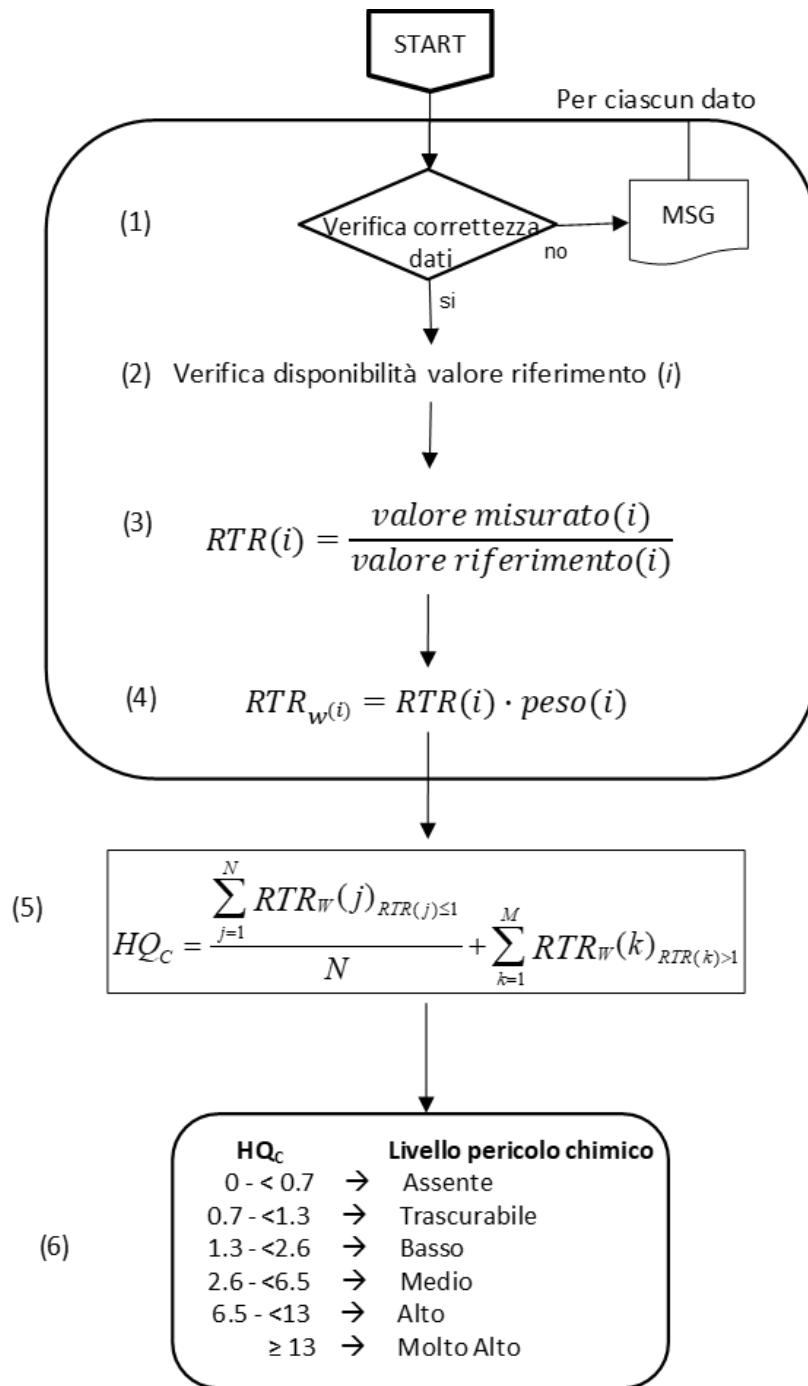 START
Per ciascun dato
(1)
Verifica correttezza
dati
no
MSG
si
(2) Verifica disponibilità valore riferimento (i)
(3) RTR(i) = valore misurato(i) / valore riferimento(i)
(4) RTR_w(i) = RTR(i) · peso(i)
(5) HQ_C = ∑_{j=1}^{N} RTR_W(j)_{RTR(j)≤1} / N + ∑_{k=1}^{M} RTR_W(k)_{RTR(k)>1}
(6)
HQ_C Livello pericolo chimico
0 - < 0.7 → Assente
0.7 - <1.3 → Trascurabile
1.3 - <2.6 → Basso
2.6 - <6.5 → Medio
6.5 - <13 → Alto
≥ 13 → Molto Alto